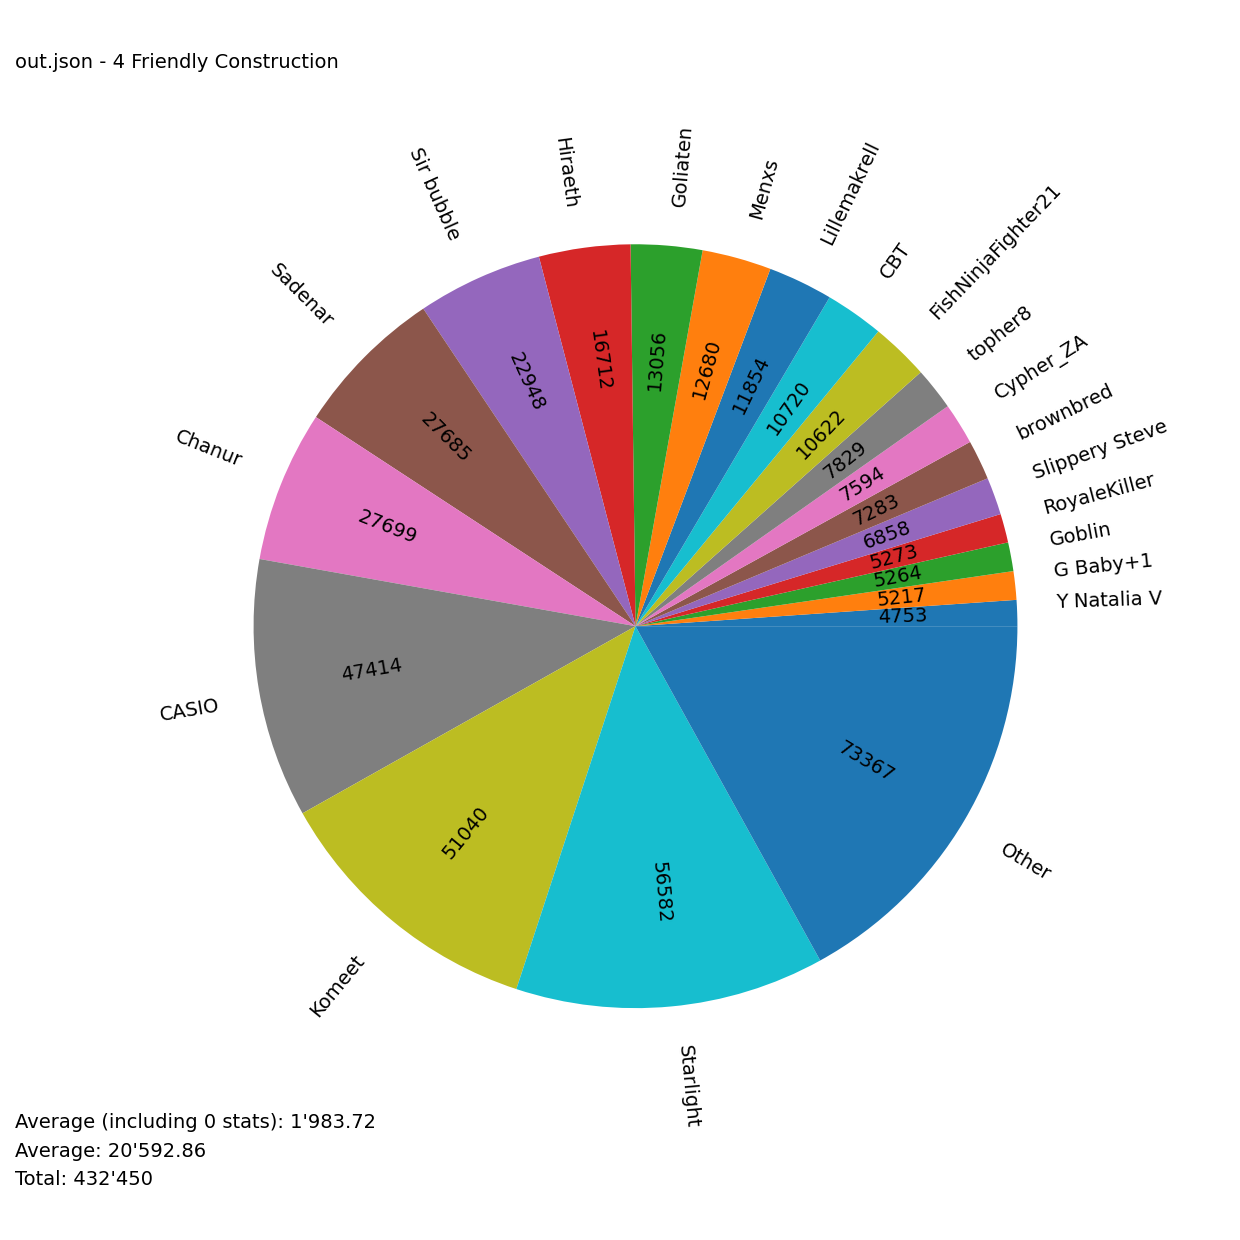 out.json - 4 Friendly Construction
Y Natalia V
4753
G Baby+1
5217
Goblin
5264
RoyaleKiller
5273
Slippery Steve
6858
brownbred
7283
Cypher_ZA
7594
topher8
7829
FishNinjaFighter21
10622
CBT
10720
Lillemakrell
11854
Menxs
12680
Goliaten
13056
Hiraeth
16712
Sir bubble
22948
Sadenar
27685
Chanur
27699
CASIO
47414
Komeet
51040
Starlight
56582
Other
73367
Average (including 0 stats): 1'983.72
Average: 20'592.86
Total: 432'450